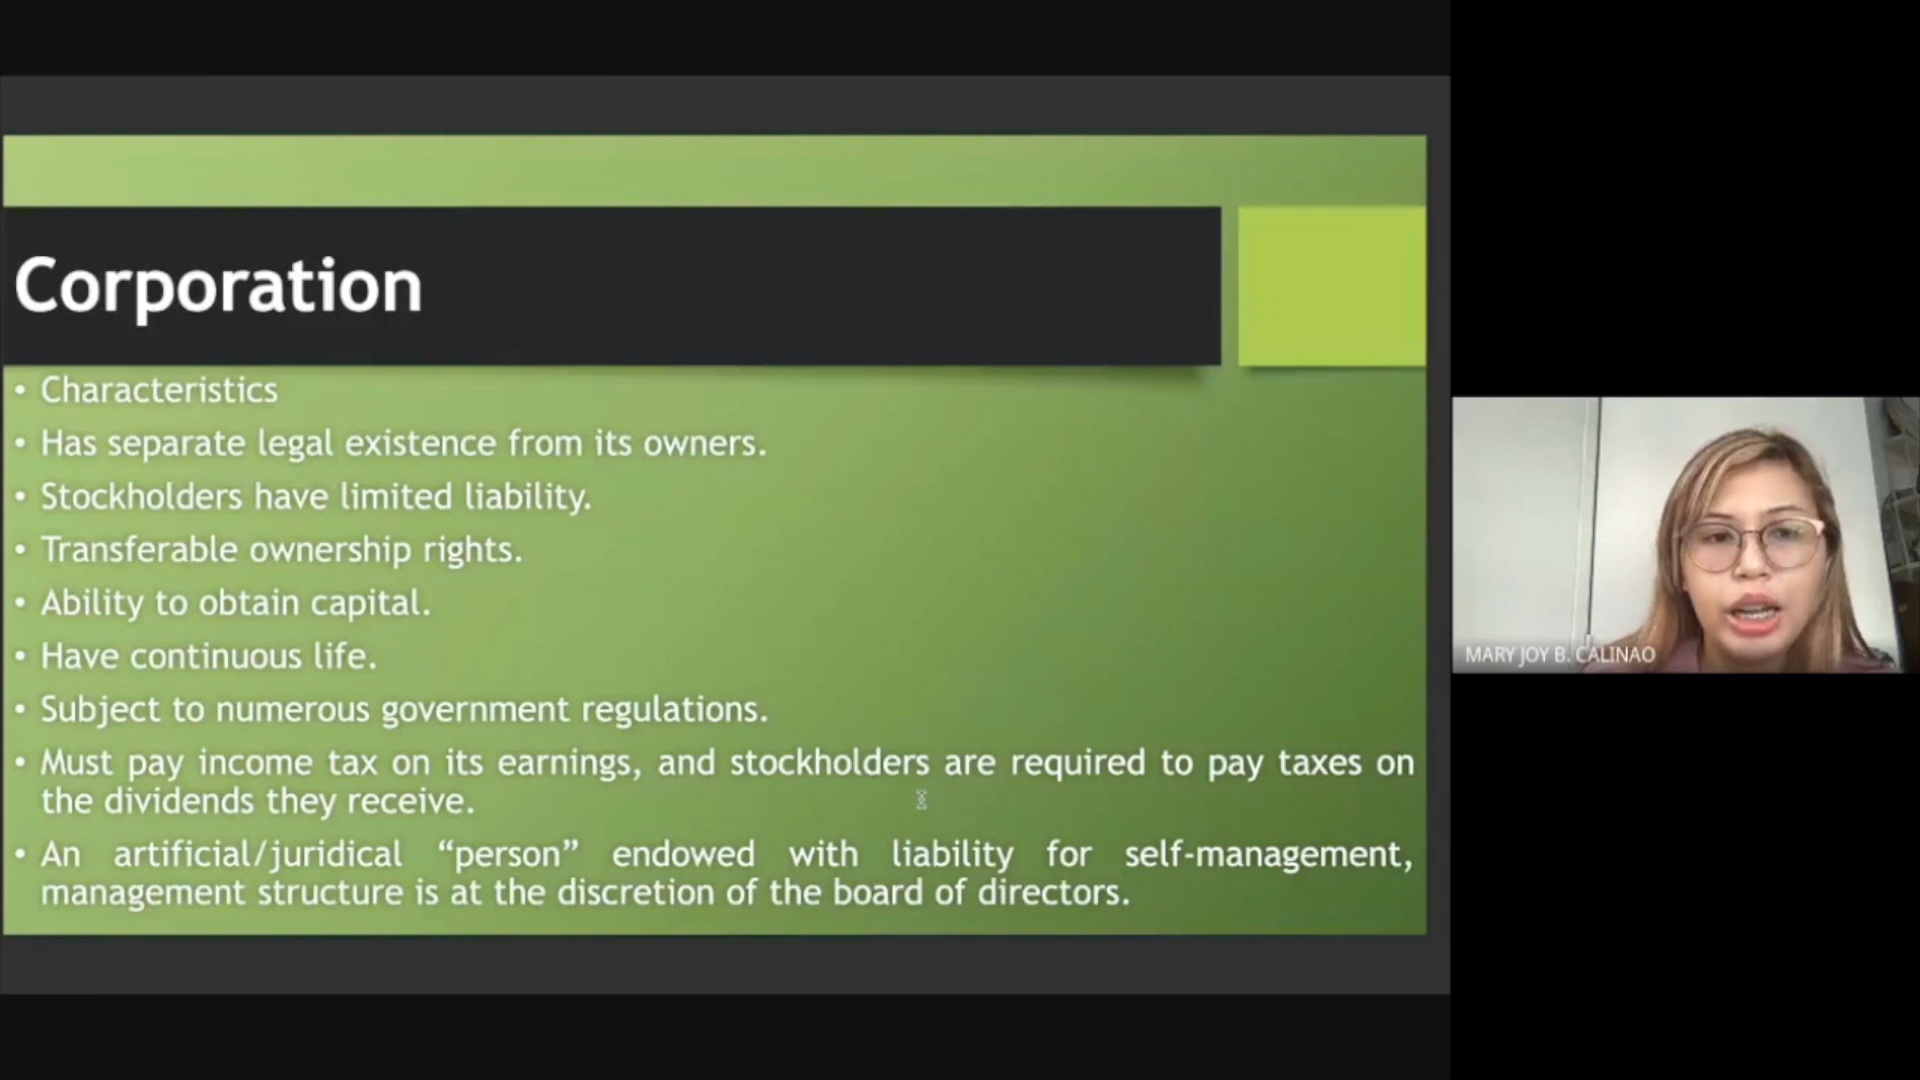 Corporation
• Characteristics
• Has separate legal existence from its owners.
• Stockholders have limited liability.
• Transferable ownership rights.
• Ability to obtain capital.
• Have continuous life.
• Subject to numerous government regulations.
• Must pay income tax on its earnings, and stockholders are required to pay taxes on
the dividends they receive.
• An artificial/juridical “person” endowed with liability for self-management,
management structure is at the discretion of the board of directors.
MARY JOY B. CALINAO